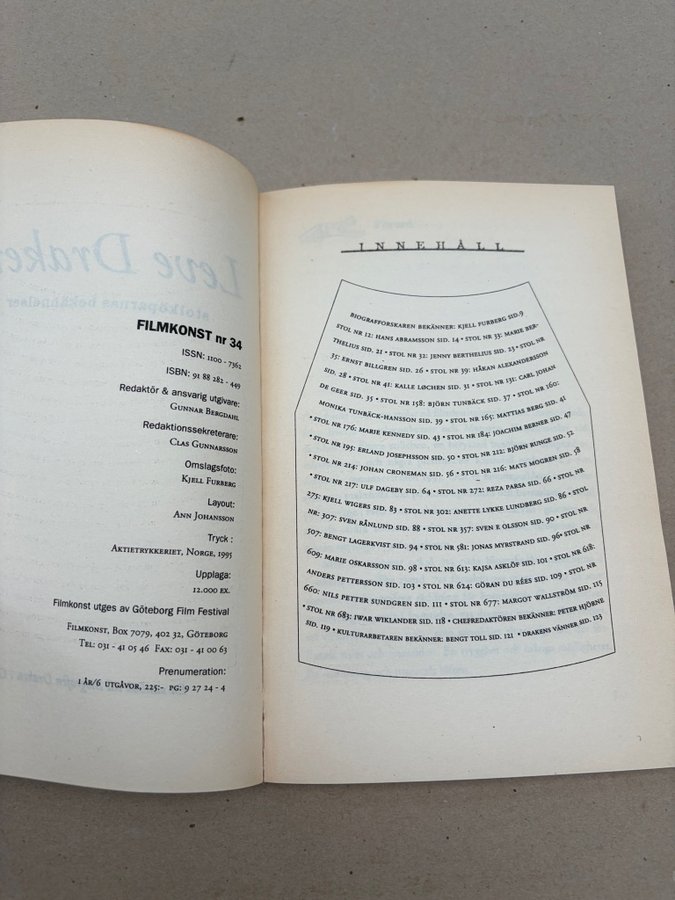 FILMKONST nr 34
ISSN: 1100 - 7362
ISBN: 91 88 282 - 449
Redaktör & ansvarig utgivare:
GUNNAR BERGDAHL
Redaktionssekreterare:
CLAS GUNNARSSON
Omslagsfoto:
KJELL FURBERG
Layout:
ANN JOHANSSON
Tryck :
AKTIETRYKKERIET, NORGE, 1995
Upplaga:
12.000 EX.
Filmkonst utges av Göteborg Film Festival
FILMKONST, BOX 7079, 402 32, GÖTEBORG
TEL: 031 - 41 05 46 FAX: 031 - 41 00 63
Prenumeration:
1 ÅR/6 UTGÅVOR, 225:- PG: 9 27 24 - 4
INNEHÅLL
BIOGRAFFORSKAREN BEKÄNNER: KJELL FURBERG SID.9
STOL NR 12: HANS ABRAMSSON SID. 14 • STOL NR 33: MARIE BER-
THELIUS SID. 21 • STOL NR 32: JENNY BERTHELIUS SID. 23 • STOL NR
35: ERNST BILLGREN SID. 26 • STOL NR 39: HÅKAN ALEXANDERSSON
SID. 28 • STOL NR 41: KALLE LØCHEN SID. 31 • STOL NR 131: CARL JOHAN
DE GEER SID. 35 • STOL NR 158: BJÖRN TUNBÄCK SID. 37 • STOL NR 160:
MONIKA TUNBÄCK-HANSSON SID. 39 • STOL NR 165: MATTIAS BERG SID. 41
• STOL NR 176: MARIE KENNEDY SID. 43 • STOL NR 184: JOACHIM BERNER SID. 47
• STOL NR 195: ERLAND JOSEPHSSON SID. 50 • STOL NR 212: BJÖRN RUNGE SID. 52
• STOL NR 214: JOHAN CRONEMAN SID. 56 • STOL NR 216: MATS MOGREN SID. 58
• STOL NR 217: ULF DAGEBY SID. 64 • STOL NR 272: REZA PARSA SID. 66 • STOL NR
275: KJELL WIGERS SID. 83 • STOL NR 302: ANETTE LYKKE LUNDBERG SID. 86 • STOL
NR: 307: SVEN RÅNLUND SID. 88 • STOL NR 357: SVEN E OLSSON SID. 90 • STOL NR
507: BENGT LAGERKVIST SID. 94 • STOL NR 581: JONAS MYRSTRAND SID. 96• STOL NR
609: MARIE OSKARSSON SID. 98 • STOL NR 613: KAJSA ASKLÖF SID. 101 • STOL NR 618:
ANDERS PETTERSSON SID. 103 • STOL NR 624: GÖRAN DU RÉES SID. 109 • STOL NR
660: NILS PETTER SUNDGREN SID. 111 • STOL NR 677: MARGOT WALLSTRÖM SID. 115
• STOL NR 683: IWAR WIKLANDER SID. 118 • CHEFREDAKTÖREN BEKÄNNER: PETER HJÖRNE
SID. 119 • KULTURARBETAREN BEKÄNNER: BENGT TOLL SID. 121 • DRAKENS VÄNNER SID. 123